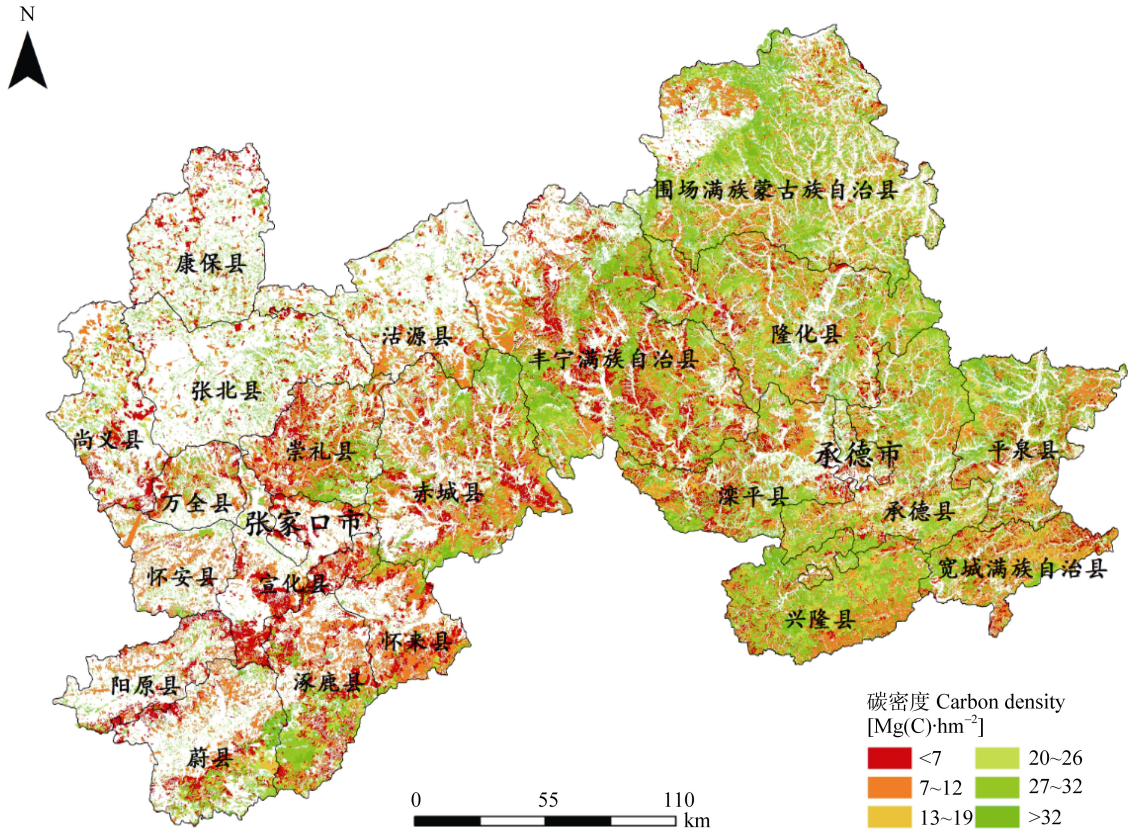 N
围场满族蒙古族自治县
康保县
沽源县
隆化县
丰宁满族自治县
张北县
尚义县
崇礼县
承德市
平泉县
赤城县
滦平县
万全县
承德县
张家口市
宽城满族自治县
怀安县
宣化县
兴隆县
怀来县
阳原县
涿鹿县
蔚县
碳密度 Carbon density
[Mg(C)·hm⁻²]
<7 20~26
7~12 27~32
13~19 >32
0 55 110
km